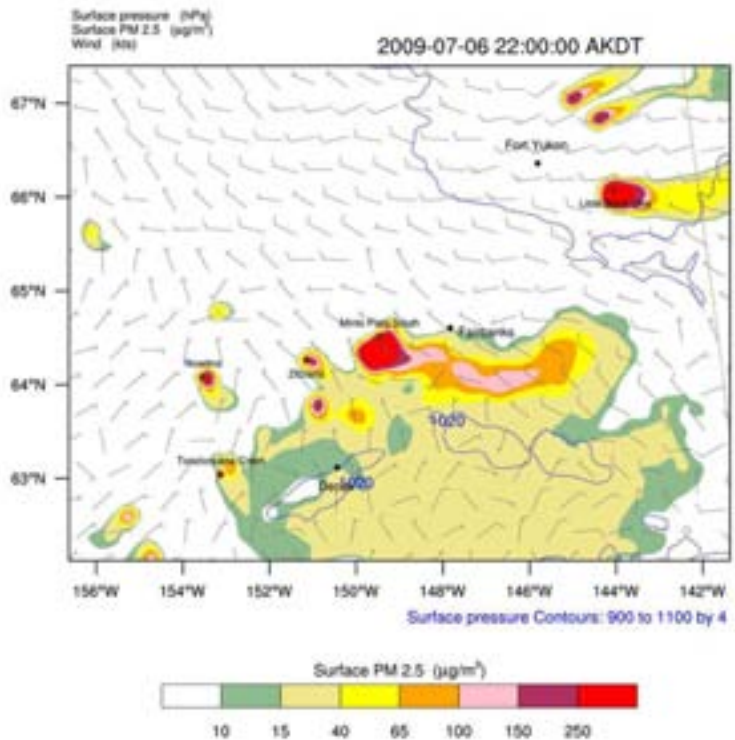 Surface pressure (hPa)
Surface PM 2.5 (µg/m³)
Wind (kts)
2009-07-06 22:00:00 AKDT
67°N
66°N
65°N
64°N
63°N
Fort Yukon
Fairbanks
1020
156°W 154°W 152°W 150°W 148°W 146°W 144°W 142°W
Surface pressure Contours: 900 to 1100 by 4
Surface PM 2.5 (µg/m³)
10 15 40 65 100 150 250